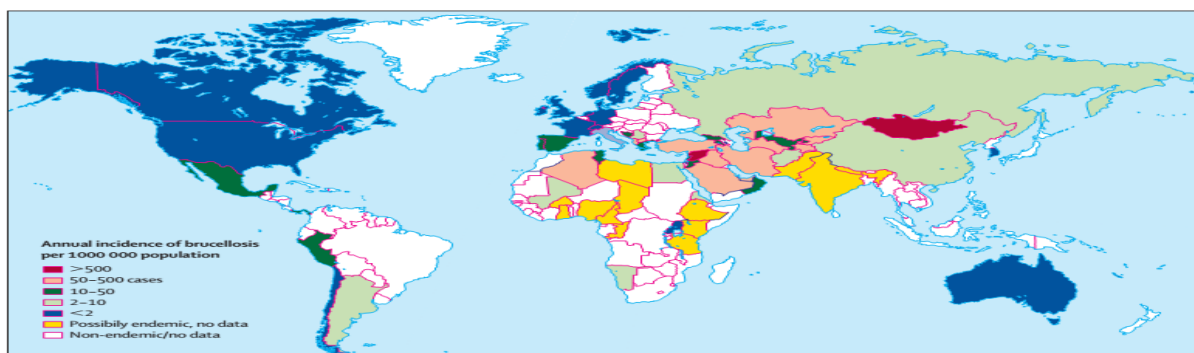 Annual incidence of brucellosis
per 1000 000 population
>500
50–500 cases
10–50
2–10
<2
Possibily endemic, no data
Non-endemic/no data